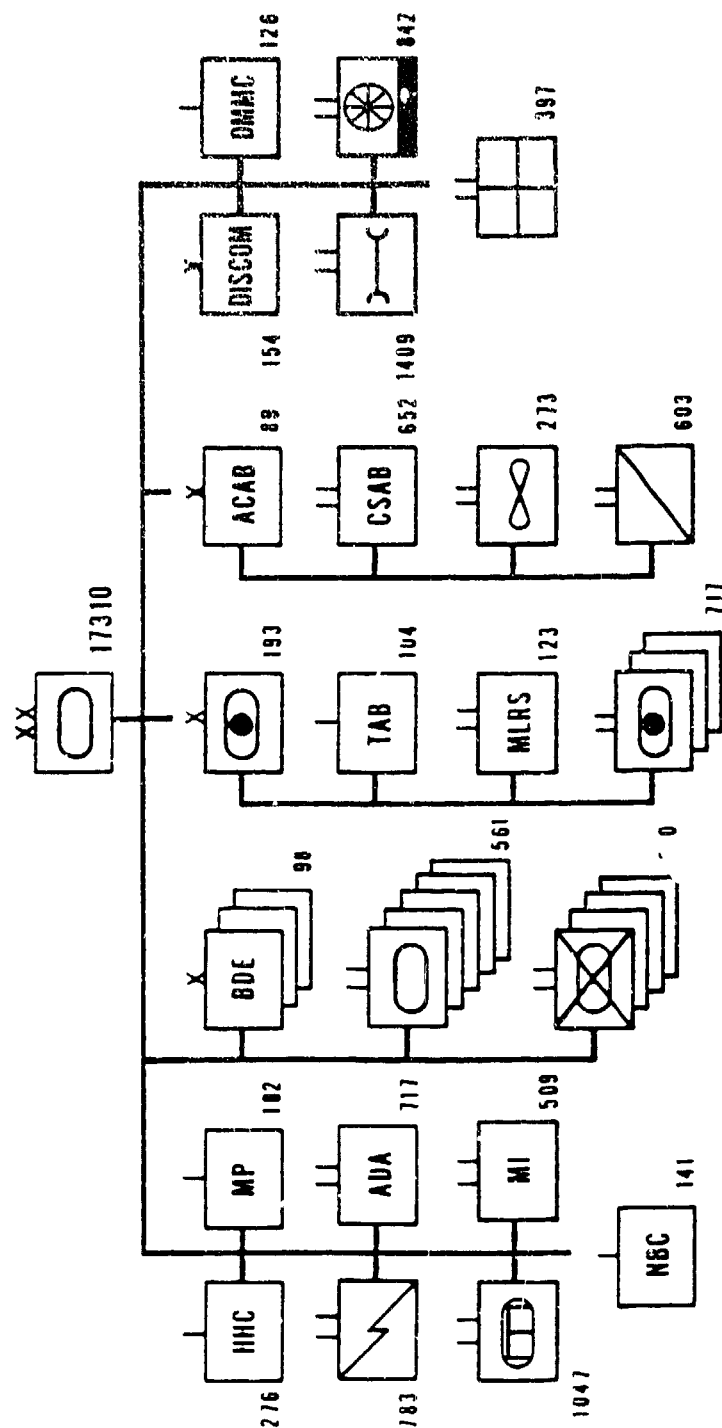 XX
17310
HHC
276
MP
182
783
ADA
717
1047
MI
509
NBC
141
X
BDE
98
561
0
X
193
TAB
104
MLRS
123
717
X
ACAB
89
CSAB
652
273
603
X
DISCOM
154
DMMC
126
1409
842
397